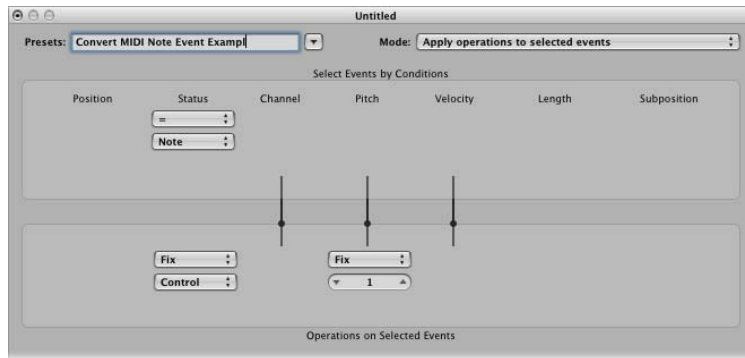 Untitled
Presets: Convert MIDI Note Event Exampl Mode: Apply operations to selected events
Select Events by Conditions
Position Status Channel Pitch Velocity Length Subposition
=
Note
Fix Fix
Control 1
Operations on Selected Events